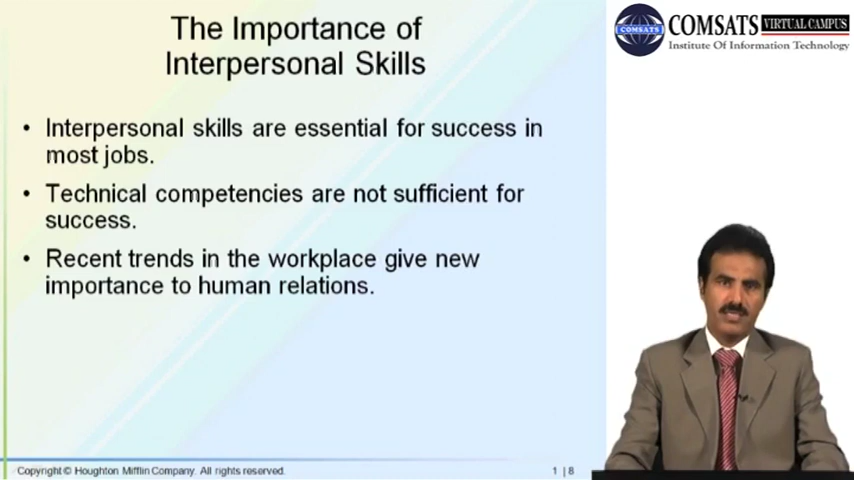 The Importance of
Interpersonal Skills
COMSATS VIRTUAL CAMPUS
COMSATS
Institute Of Information Technology
• Interpersonal skills are essential for success in
most jobs.
• Technical competencies are not sufficient for
success.
• Recent trends in the workplace give new
importance to human relations.
Copyright © Houghton Mifflin Company. All rights reserved.
1 | 8